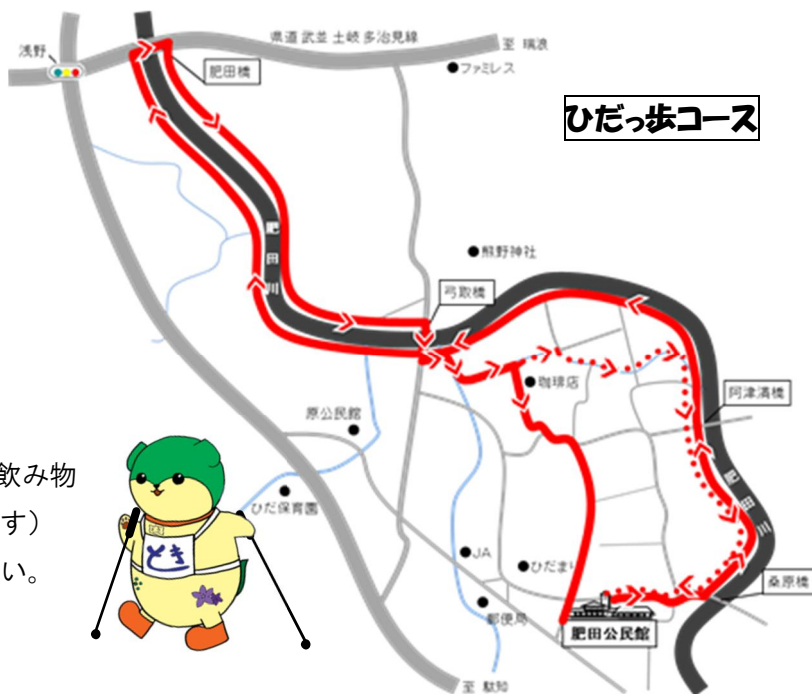 県道 武並 土岐 多治見線
至 瑞浪
浅野
肥田橋
ファミレス
ひだっ歩コース
肥田川
熊野神社
弓取橋
珈琲店
阿津満橋
原公民館
飲み物
す）
い。
ひだ保育園
とき
肥田川
JA
ひだまり
桑原橋
郵便局
肥田公民館
至 駄知